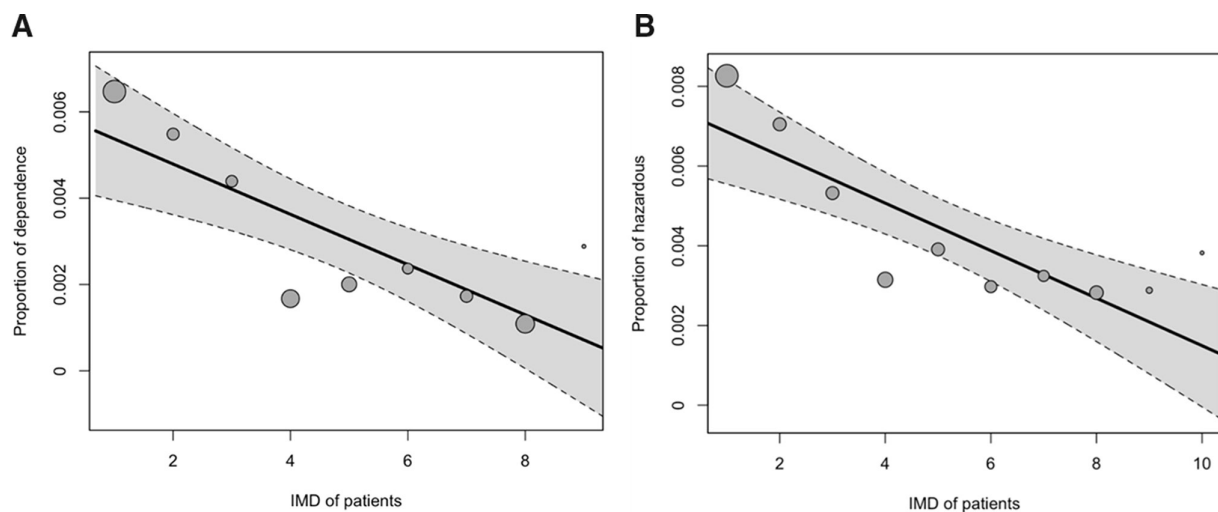 A
Proportion of dependence
0.006
0.004
0.002
0
2 4 6 8
IMD of patients
B
Proportion of hazardous
0.008
0.006
0.004
0.002
0
2 4 6 8 10
IMD of patients